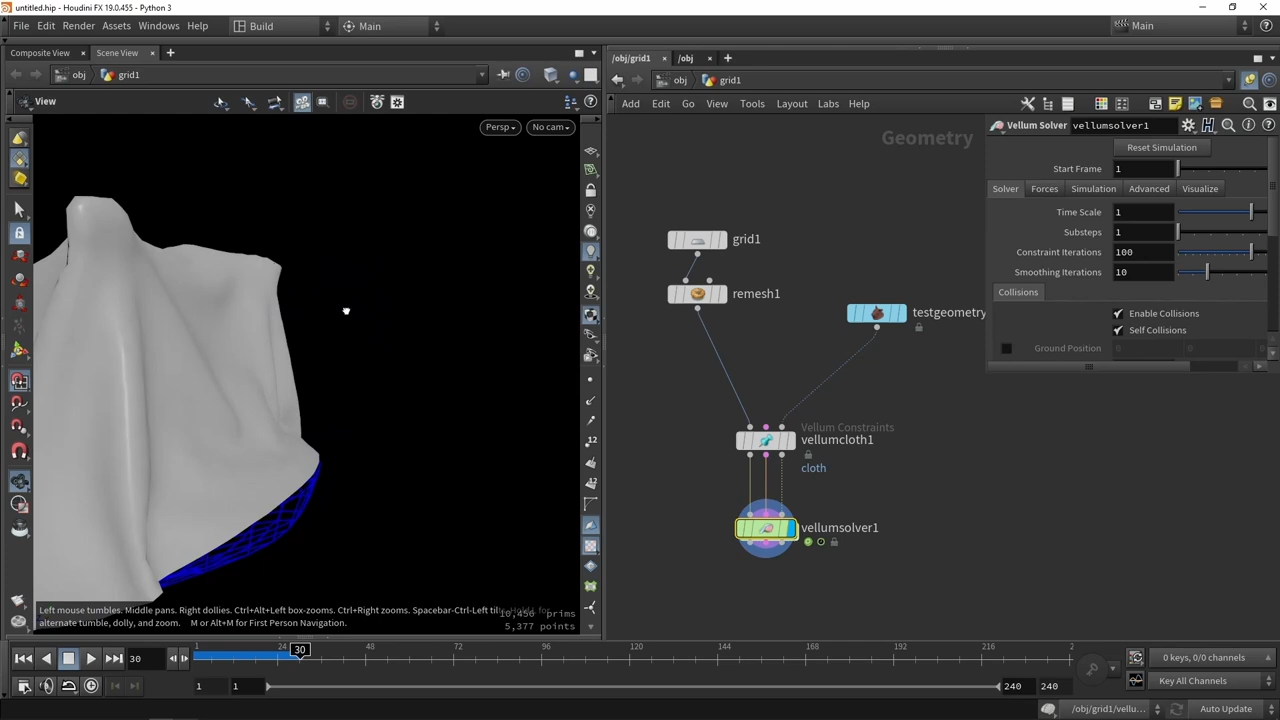 untitled.hip - Houdini FX 19.0.455 - Python 3
File Edit Render Assets Windows Help
Build
Main
Main
Composite View
Scene View
obj
grid1
View
Persp
No cam
12
12
Left mouse tumbles. Middle pans. Right dollies. Ctrl+Alt+Left box-zooms. Ctrl+Right zooms. Spacebar-Ctrl-Left
alternate tumble, dolly, and zoom. M or Alt+M for First Person Navigation.
prims
5,377 points
/obj/grid1
/obj
obj
grid1
Add Edit Go View Tools Layout Labs Help
Geometry
grid1
remesh1
testgeometry
Vellum Constraints
vellumcloth1
cloth
vellumsolver1
Vellum Solver
vellumsolver1
Reset Simulation
Start Frame 1
Solver Forces Simulation Advanced Visualize
Time Scale 1
Substeps 1
Constraint Iterations 100
Smoothing Iterations 10
Collisions
Enable Collisions
Self Collisions
Ground Position 0 0 0
30
1 24 30 48 72 96 120 144 168 192 216 2
0 keys, 0/0 channels
1 1 240 240
Key All Channels
/obj/grid1/vellu...
Auto Update